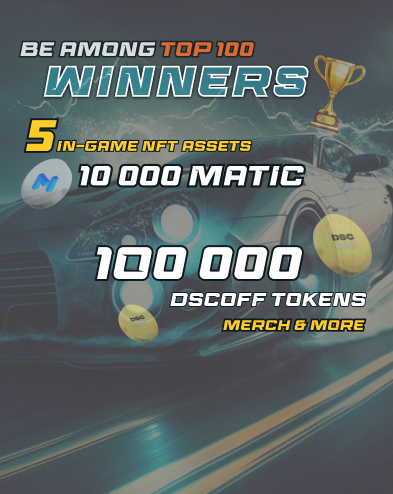 BE AMONG TOP 100
WINNERS
5 IN-GAME NFT ASSETS
10 000 MATIC
DSC
100 000
DSCOFF TOKENS
DSC
MERCH & MORE